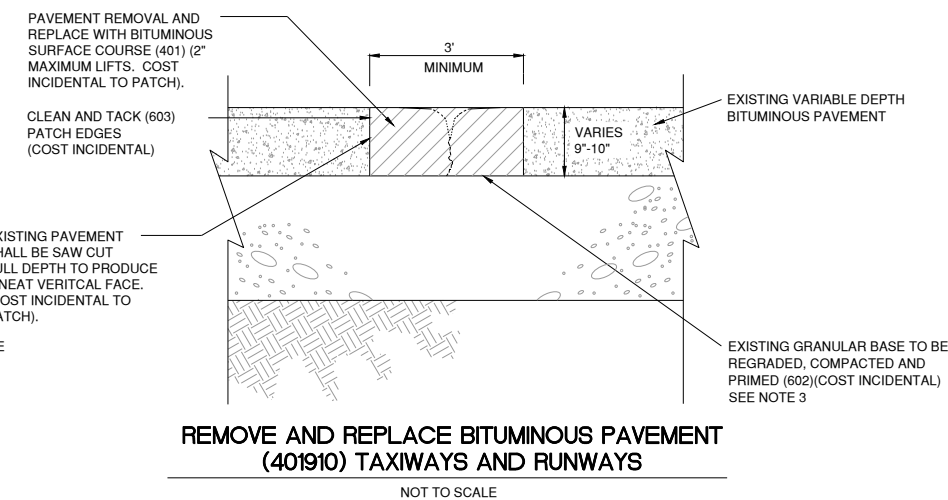 PAVEMENT REMOVAL AND
REPLACE WITH BITUMINOUS
SURFACE COURSE (401) (2"
MAXIMUM LIFTS. COST
INCIDENTAL TO PATCH).
CLEAN AND TACK (603)
PATCH EDGES
(COST INCIDENTAL)
3'
MINIMUM
VARIES
9"-10"
EXISTING VARIABLE DEPTH
BITUMINOUS PAVEMENT
XISTING PAVEMENT
HALL BE SAW CUT
ULL DEPTH TO PRODUCE
NEAT VERITCAL FACE.
OST INCIDENTAL TO
ATCH).
E
EXISTING GRANULAR BASE TO BE
REGRADED, COMPACTED AND
PRIMED (602)(COST INCIDENTAL)
SEE NOTE 3
REMOVE AND REPLACE BITUMINOUS PAVEMENT
(401910) TAXIWAYS AND RUNWAYS
NOT TO SCALE